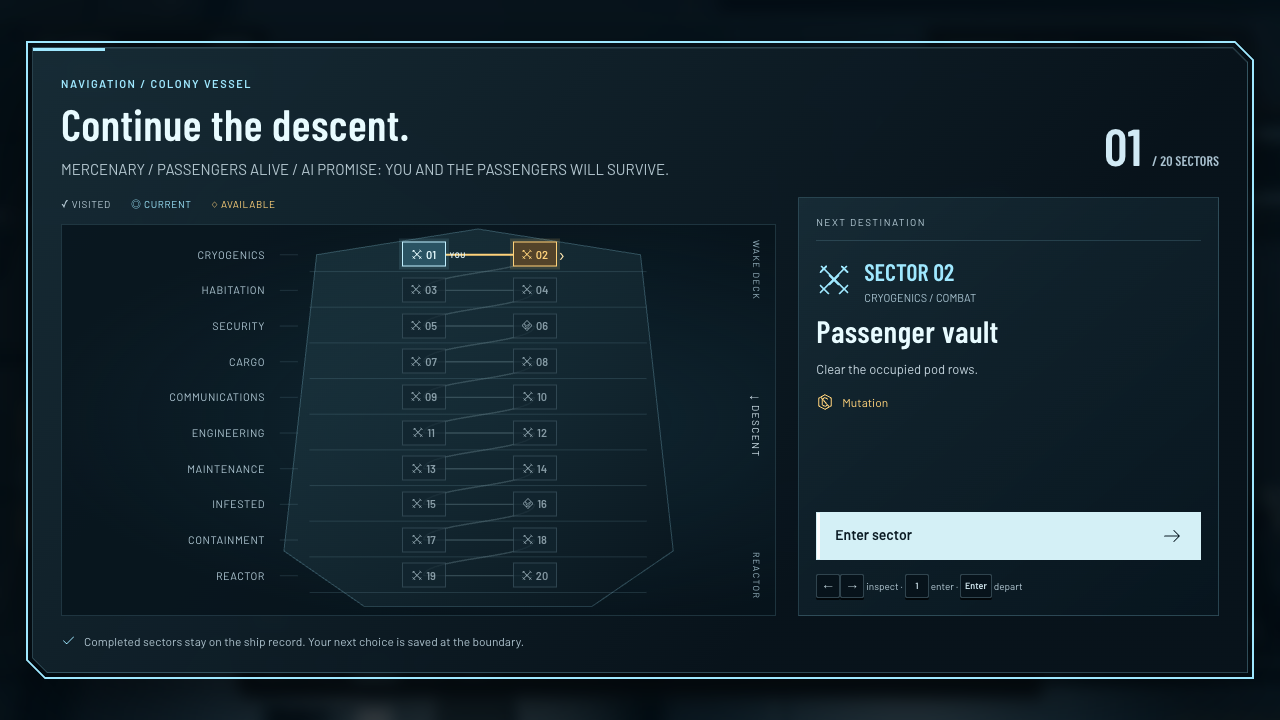 NAVIGATION / COLONY VESSEL
Continue the descent.
MERCENARY / PASSENGERS ALIVE / AI PROMISE: YOU AND THE PASSENGERS WILL SURVIVE.
01 / 20 SECTORS
✓ VISITED ◎ CURRENT ◇ AVAILABLE
CRYOGENICS 01 YOU 02 ›
HABITATION 03 04
SECURITY 05 06
CARGO 07 08
COMMUNICATIONS 09 10
ENGINEERING 11 12
MAINTENANCE 13 14
INFESTED 15 16
CONTAINMENT 17 18
REACTOR 19 20
WAKE DECK
↓ DESCENT
REACTOR
NEXT DESTINATION
SECTOR 02
CRYOGENICS / COMBAT
Passenger vault
Clear the occupied pod rows.
Mutation
Enter sector →
← → inspect · 1 enter · Enter depart
Completed sectors stay on the ship record. Your next choice is saved at the boundary.